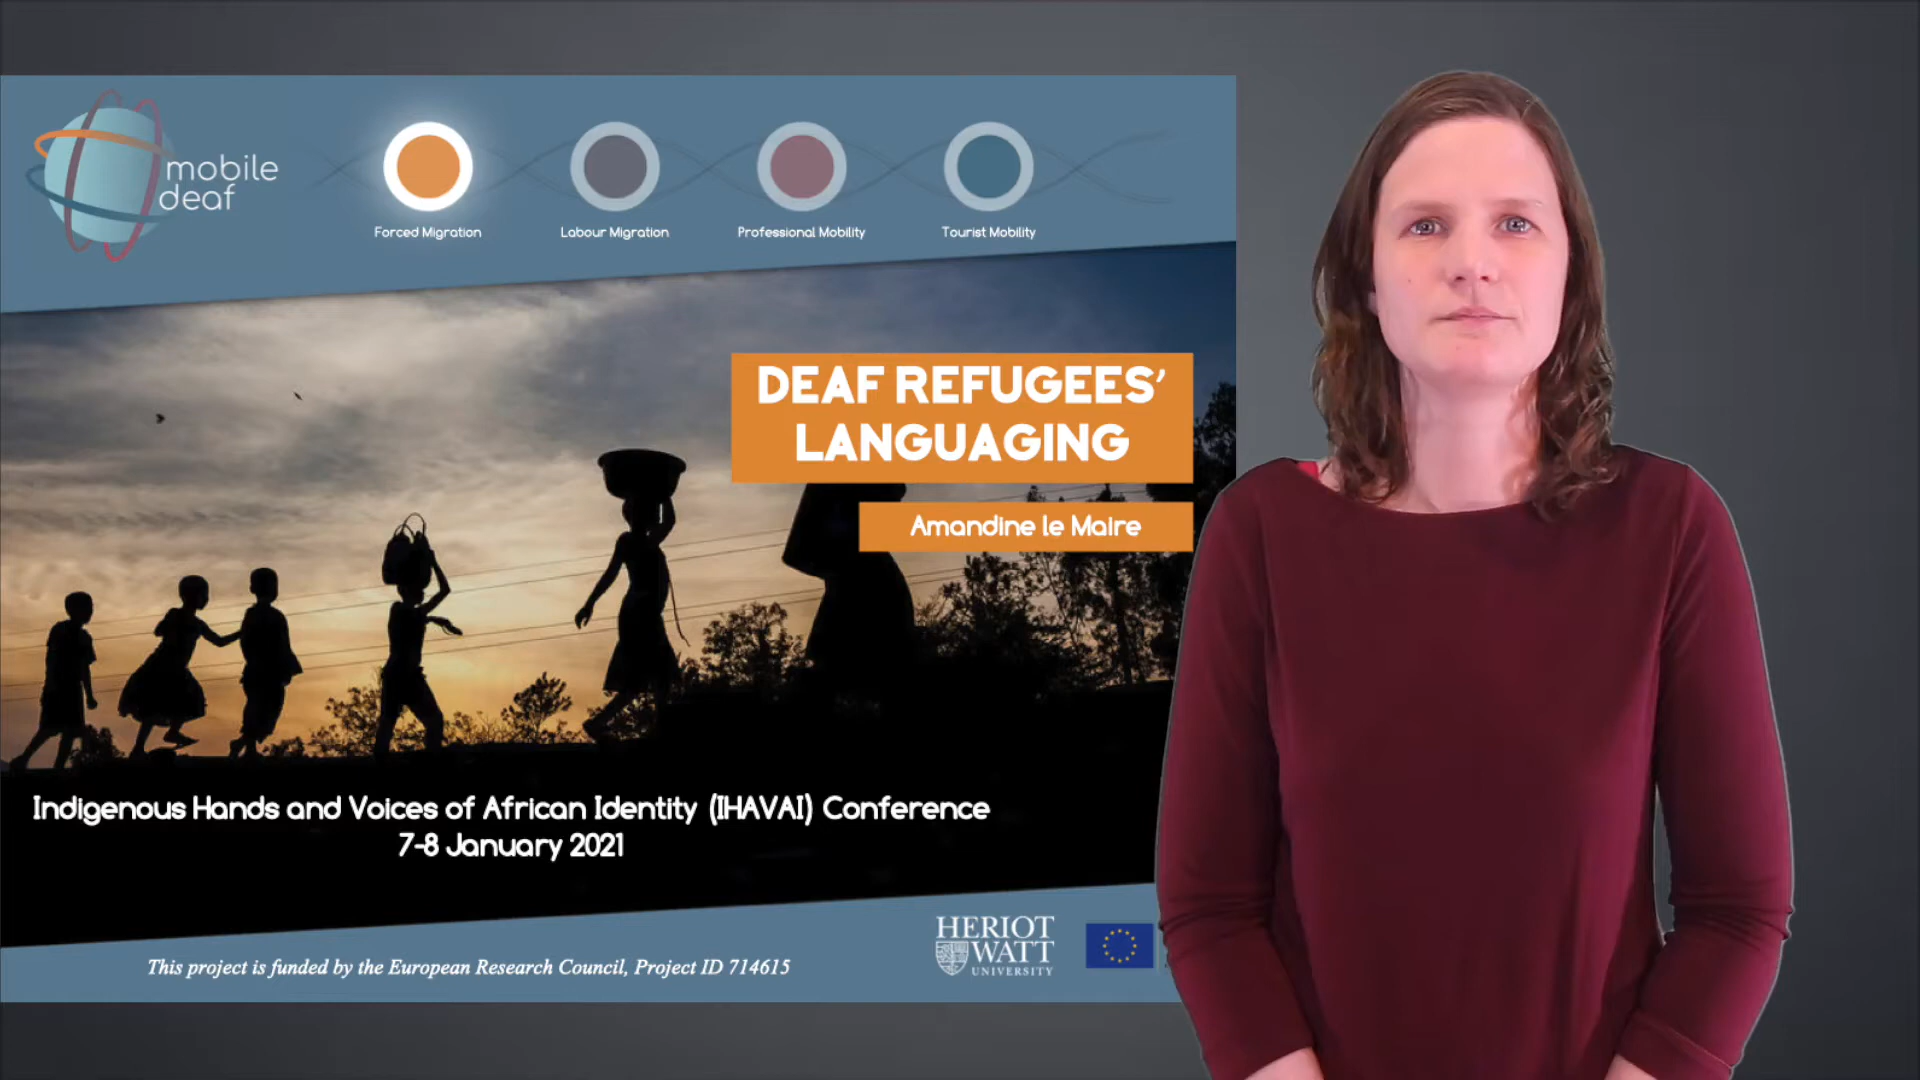 mobile
deaf
Forced Migration
Labour Migration
Professional Mobility
Tourist Mobility
DEAF REFUGEES'
LANGUAGING
Amandine le Maire
Indigenous Hands and Voices of African Identity (IHAVAI) Conference
7-8 January 2021
This project is funded by the European Research Council, Project ID 714615
HERIOT
WATT
UNIVERSITY